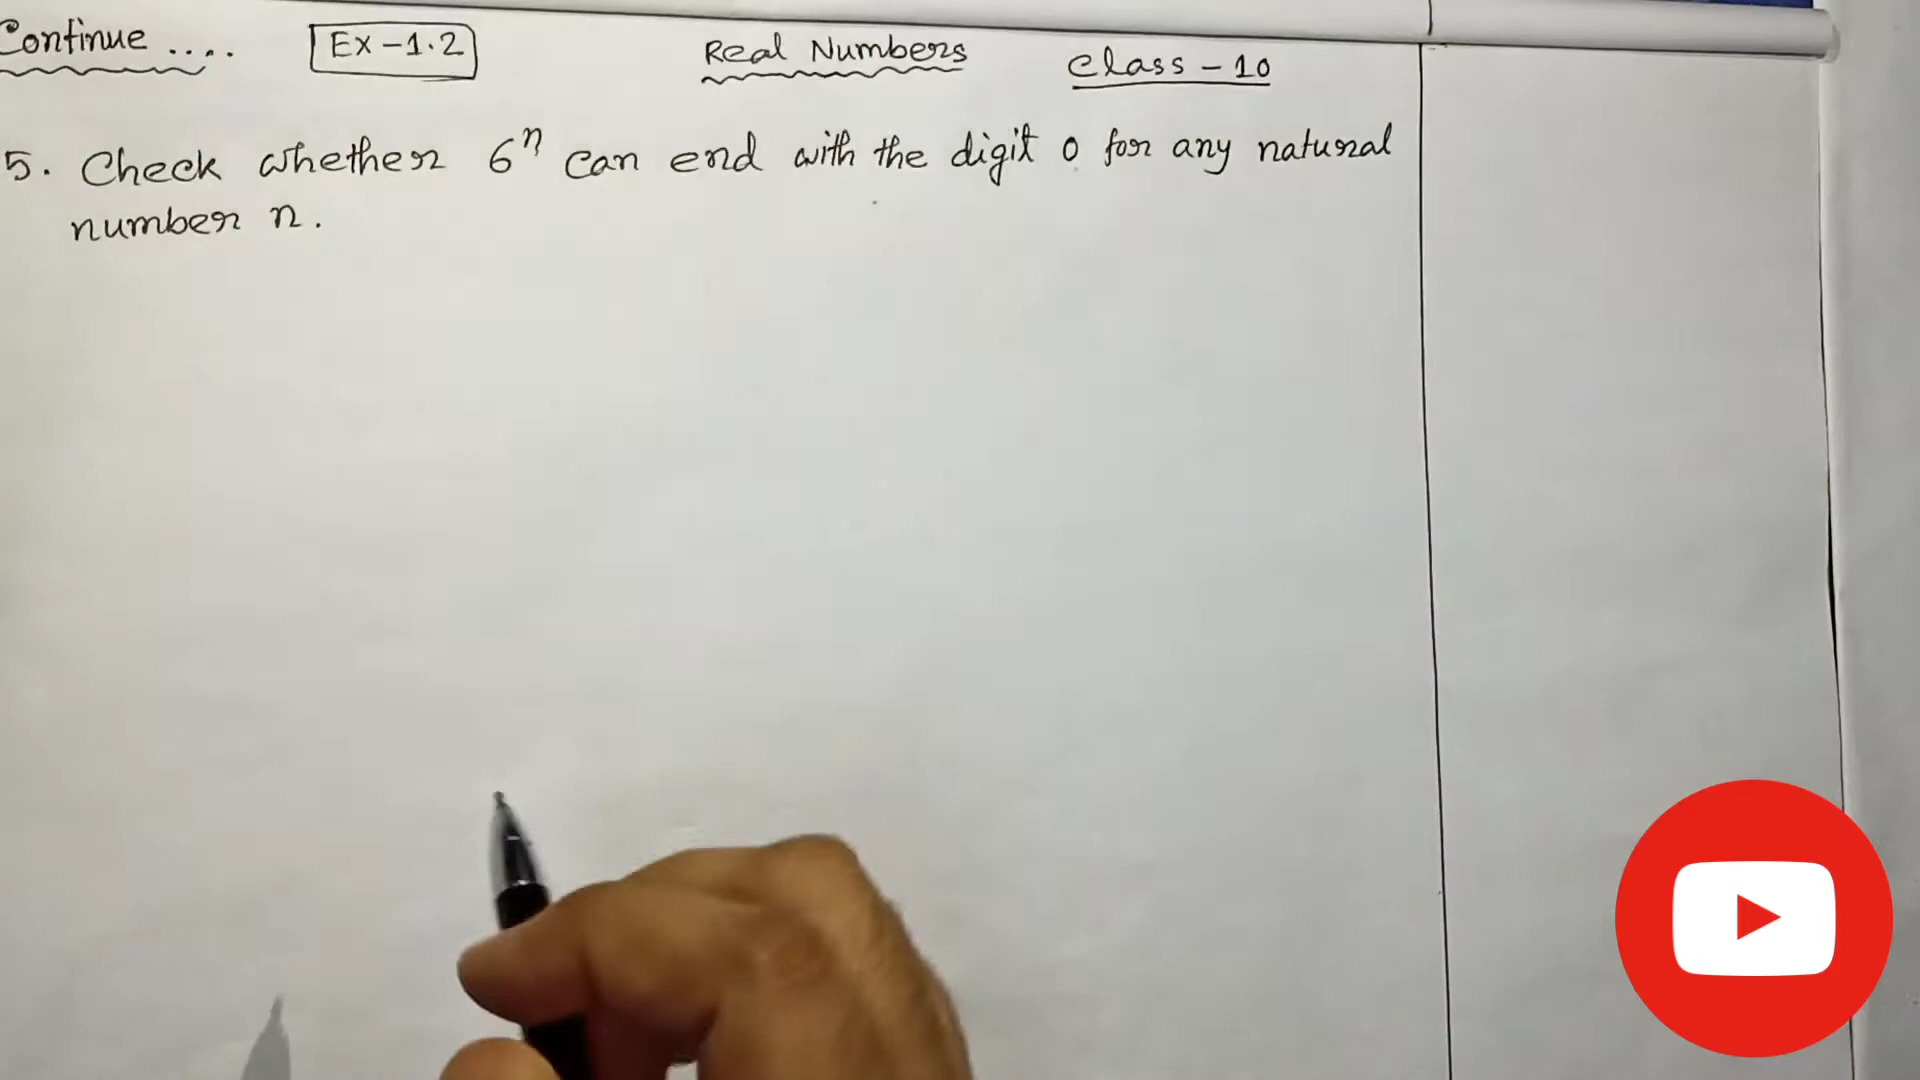 Continue .... Ex-1.2 Real Numbers Class - 10
5. Check whether 6ⁿ can end with the digit 0 for any natural
number n.